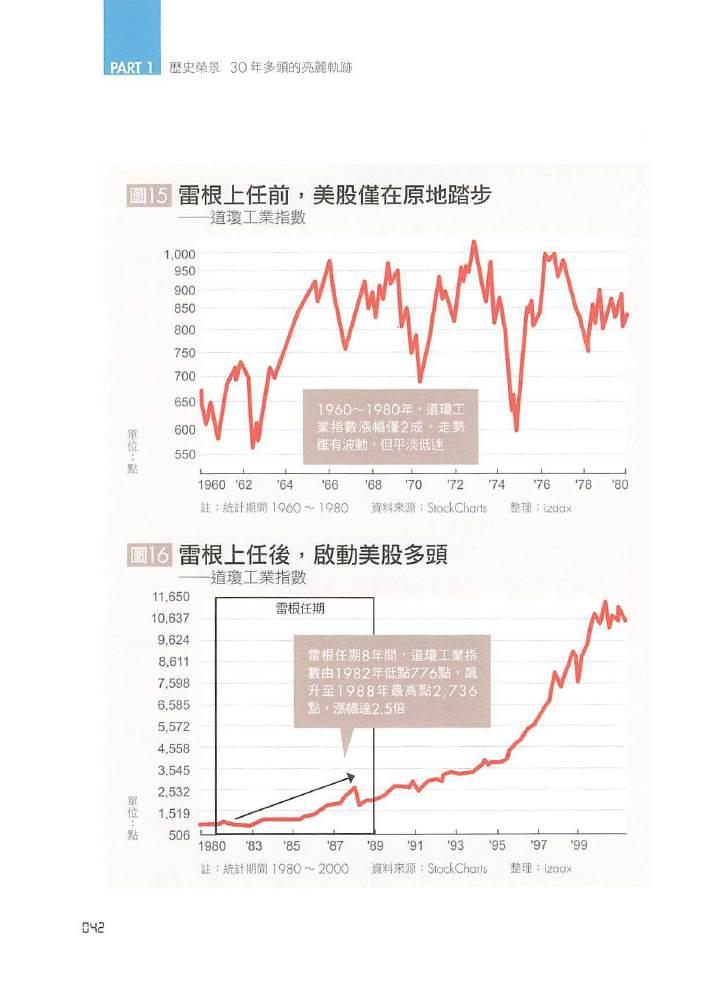 PART 1 歷史榮景 30年多頭的亮麗軌跡
圖15 雷根上任前，美股僅在原地踏步
——道瓊工業指數
1,000
950
900
850
800
750
700
650
600
550
單位：點
1960～1980年，道瓊工
業指數漲幅僅2成，走勢
雖有波動，但平淡低迷
1960 '62 '64 '66 '68 '70 '72 '74 '76 '78 '80
註：統計期間1960～1980 資料來源：StockCharts 整理：izaax
圖16 雷根上任後，啟動美股多頭
——道瓊工業指數
11,650
10,637
9,624
8,611
7,598
6,585
5,572
4,558
3,545
2,532
1,519
506
單位：點
雷根任期
雷根任期8年間，道瓊工業指
數由1982年低點776點，飆
升至1988年最高點2,736
點，漲幅達2.5倍
1980 '83 '85 '87 '89 '91 '93 '95 '97 '99
註：統計期間1980～2000 資料來源：StockCharts 整理：izaax
042